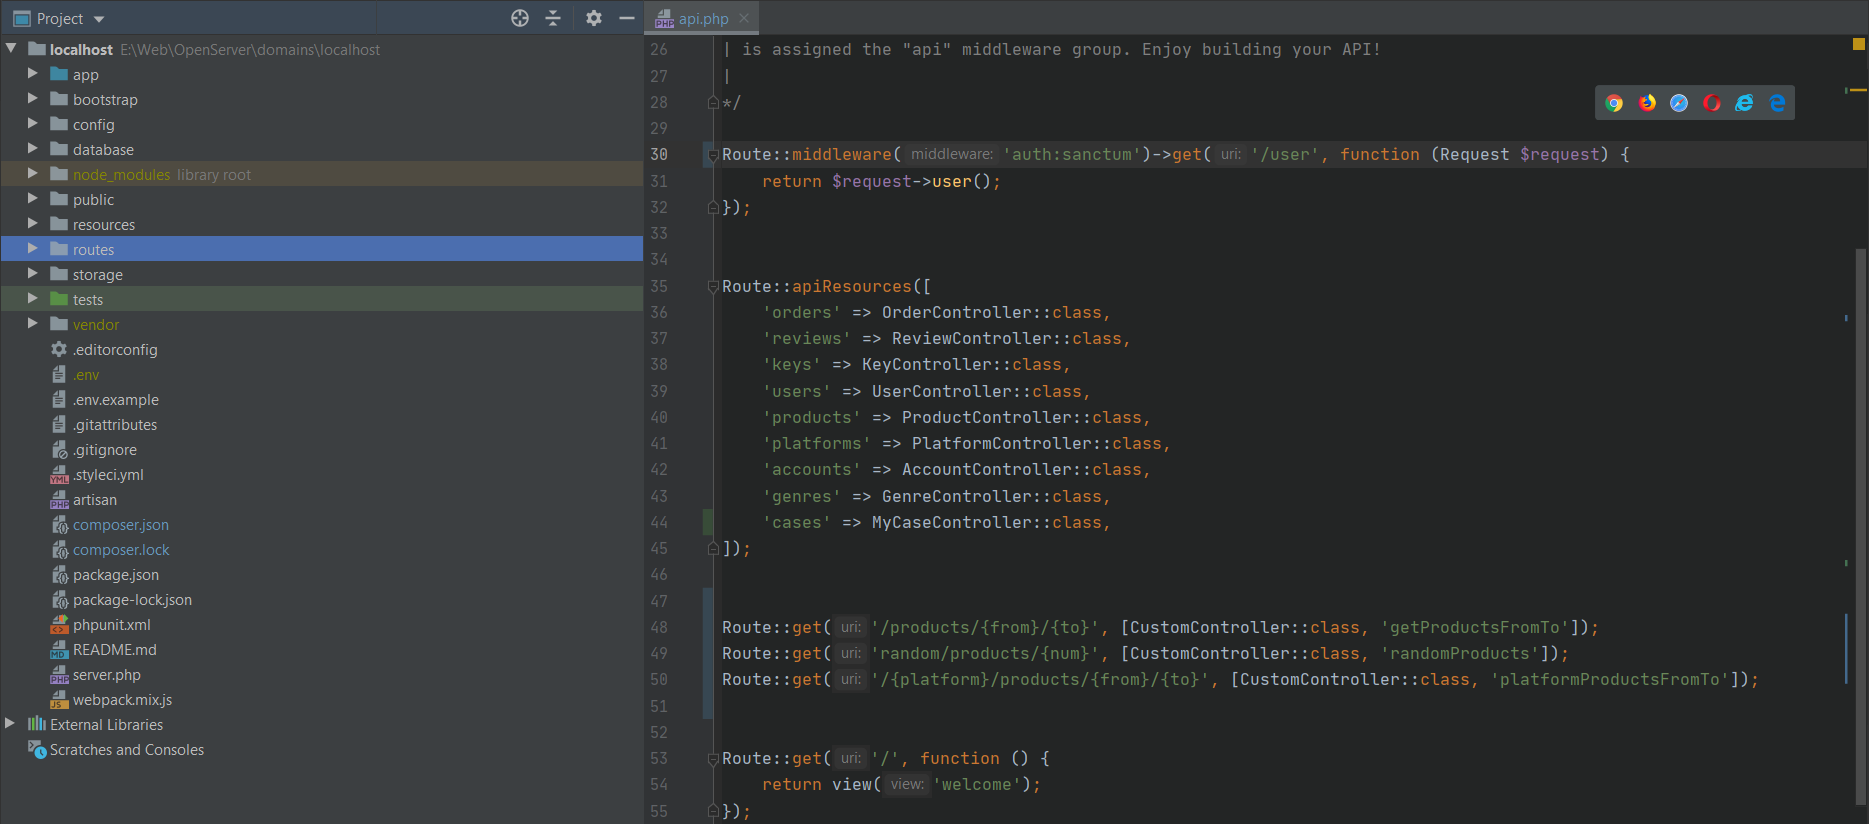 Project
localhost E:\Web\OpenServer\domains\localhost
app
bootstrap
config
database
node_modules library root
public
resources
routes
storage
tests
vendor
.editorconfig
.env
.env.example
.gitattributes
.gitignore
.styleci.yml
artisan
composer.json
composer.lock
package.json
package-lock.json
phpunit.xml
README.md
server.php
webpack.mix.js
External Libraries
Scratches and Consoles
api.php
26 | is assigned the "api" middleware group. Enjoy building your API!
27 |
28 */
29
30 Route::middleware( middleware: 'auth:sanctum')->get( uri: '/user', function (Request $request) {
31     return $request->user();
32 });
33
34
35 Route::apiResources([
36     'orders' => OrderController::class,
37     'reviews' => ReviewController::class,
38     'keys' => KeyController::class,
39     'users' => UserController::class,
40     'products' => ProductController::class,
41     'platforms' => PlatformController::class,
42     'accounts' => AccountController::class,
43     'genres' => GenreController::class,
44     'cases' => MyCaseController::class,
45 ]);
46
47
48 Route::get( uri: '/products/{from}/{to}', [CustomController::class, 'getProductsFromTo']);
49 Route::get( uri: 'random/products/{num}', [CustomController::class, 'randomProducts']);
50 Route::get( uri: '/{platform}/products/{from}/{to}', [CustomController::class, 'platformProductsFromTo']);
51
52
53 Route::get( uri: '/', function () {
54     return view( view: 'welcome');
55 });